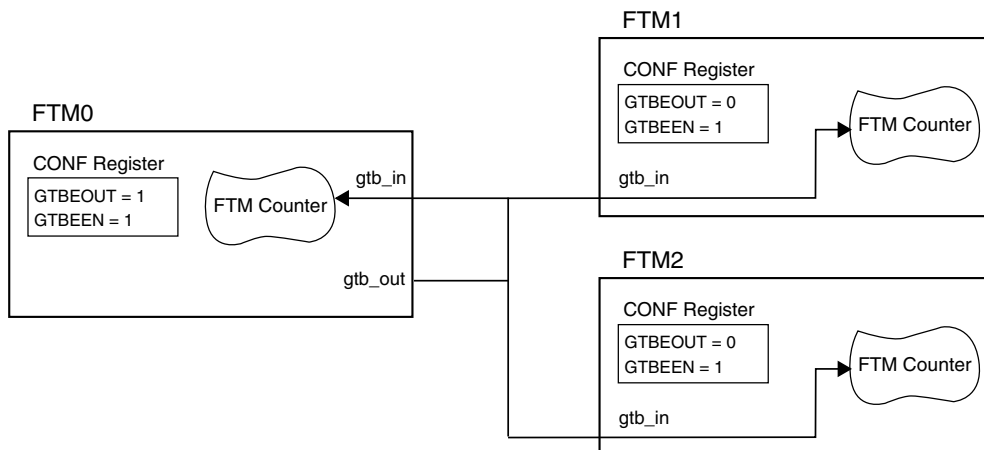 FTM0
CONF Register
GTBEOUT = 1
GTBEEN = 1
FTM Counter
gtb_in
gtb_out
FTM1
CONF Register
GTBEOUT = 0
GTBEEN = 1
FTM Counter
gtb_in
FTM2
CONF Register
GTBEOUT = 0
GTBEEN = 1
FTM Counter
gtb_in